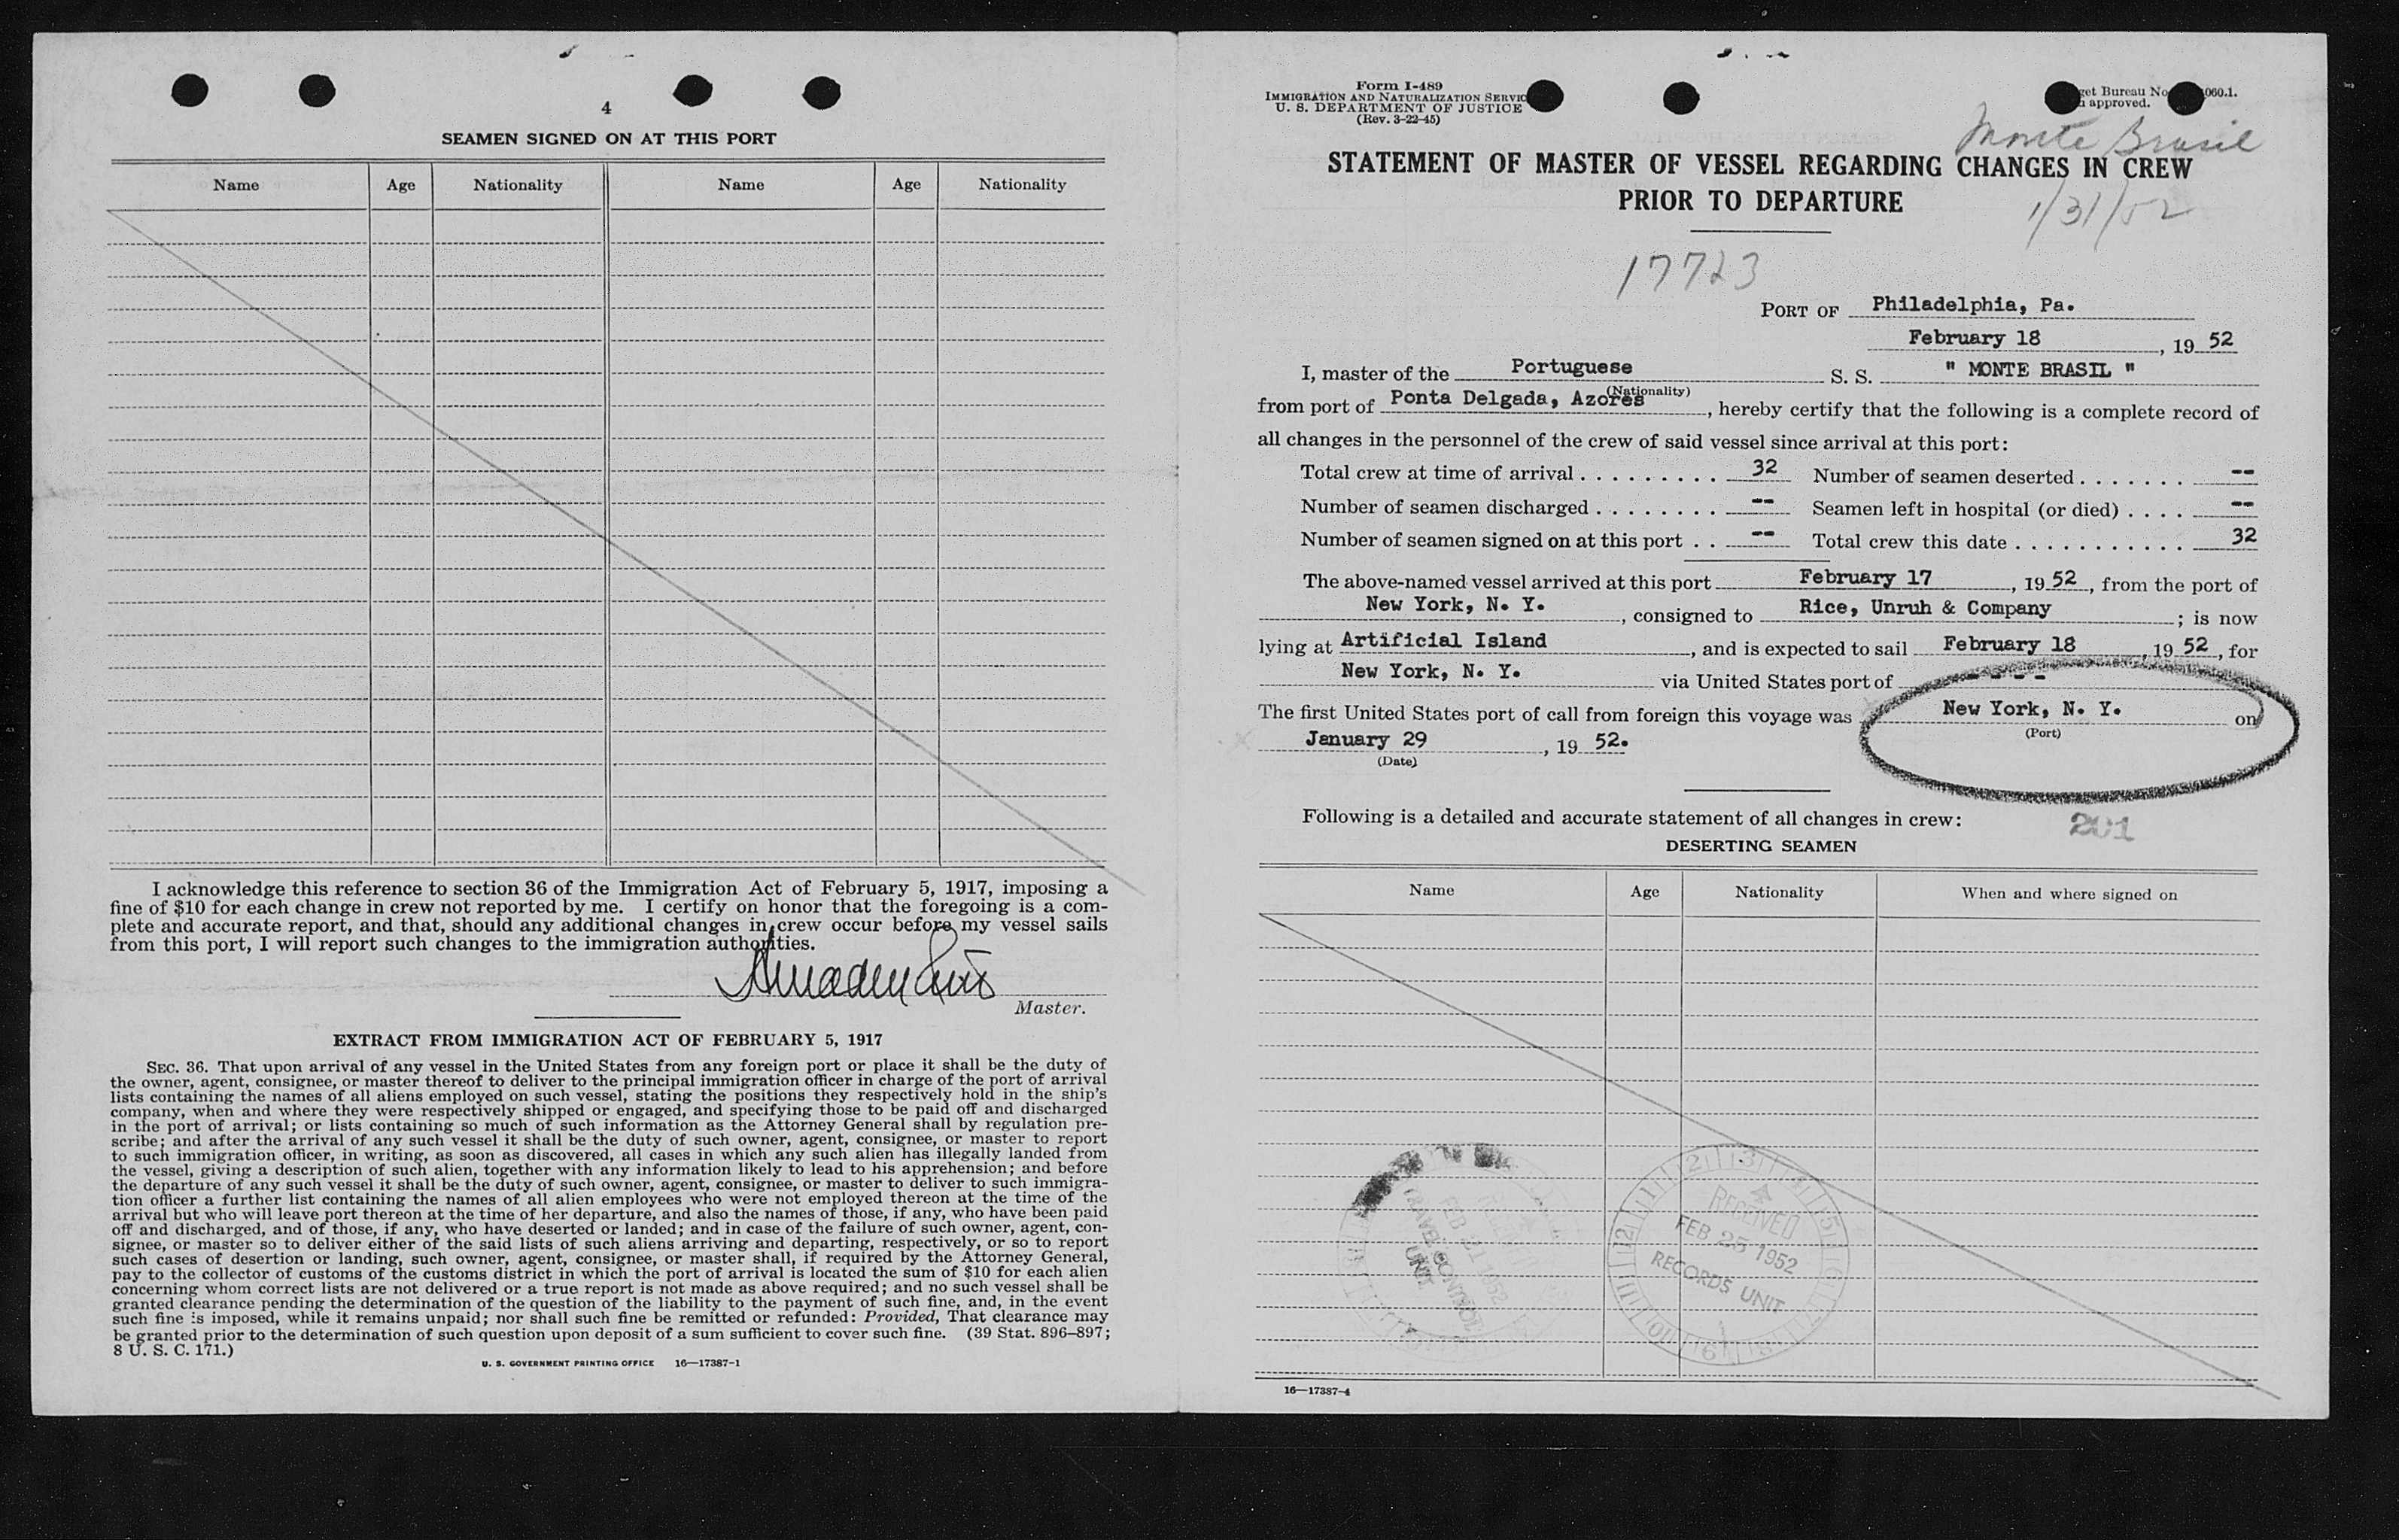 4
SEAMEN SIGNED ON AT THIS PORT
Name Age Nationality Name Age Nationality
I acknowledge this reference to section 36 of the Immigration Act of February 5, 1917, imposing a
fine of $10 for each change in crew not reported by me. I certify on honor that the foregoing is a com-
plete and accurate report, and that, should any additional changes in crew occur before my vessel sails
from this port, I will report such changes to the immigration authorities.
Master.
EXTRACT FROM IMMIGRATION ACT OF FEBRUARY 5, 1917
SEC. 36. That upon arrival of any vessel in the United States from any foreign port or place it shall be the duty of
the owner, agent, consignee, or master thereof to deliver to the principal immigration officer in charge of the port of arrival
lists containing the names of all aliens employed on such vessel, stating the positions they respectively hold in the ship's
company, when and where they were respectively shipped or engaged, and specifying those to be paid off and discharged
in the port of arrival; or lists containing so much of such information as the Attorney General shall by regulation pre-
scribe; and after the arrival of any such vessel it shall be the duty of such owner, agent, consignee, or master to report
to such immigration officer, in writing, as soon as discovered, all cases in which any such alien has illegally landed from
the vessel, giving a description of such alien, together with any information likely to lead to his apprehension; and before
the departure of any such vessel it shall be the duty of such owner, agent, consignee, or master to deliver to such immigra-
tion officer a further list containing the names of all alien employees who were not employed thereon at the time of the
arrival but who will leave port thereon at the time of her departure, and also the names of those, if any, who have been paid
off and discharged, and of those, if any, who have deserted or landed; and in case of the failure of such owner, agent, con-
signee, or master so to deliver either of the said lists of such aliens arriving and departing, respectively, or so to report
such cases of desertion or landing, such owner, agent, consignee, or master shall, if required by the Attorney General,
pay to the collector of customs of the customs district in which the port of arrival is located the sum of $10 for each alien
concerning whom correct lists are not delivered or a true report is not made as above required; and no such vessel shall be
granted clearance pending the determination of the question of the liability to the payment of such fine, and, in the event
such fine is imposed, while it remains unpaid; nor shall such fine be remitted or refunded: Provided, That clearance may
be granted prior to the determination of such question upon deposit of a sum sufficient to cover such fine. (39 Stat. 896–897;
8 U. S. C. 171.)
U. S. GOVERNMENT PRINTING OFFICE 16—17387-1
Form I-489
IMMIGRATION AND NATURALIZATION SERVIC
U. S. DEPARTMENT OF JUSTICE
(Rev. 3-22-45)
get Bureau No 060.1.
approved.
Monte Brasil
STATEMENT OF MASTER OF VESSEL REGARDING CHANGES IN CREW
PRIOR TO DEPARTURE
1/31/52
17723
PORT OF Philadelphia, Pa.
February 18, 19 52
I, master of the Portuguese S. S. " MONTE BRASIL "
(Nationality)
from port of Ponta Delgada, Azores, hereby certify that the following is a complete record of
all changes in the personnel of the crew of said vessel since arrival at this port:
Total crew at time of arrival . . . . . . . . . 32 Number of seamen deserted . . . . . . . --
Number of seamen discharged . . . . . . . . -- Seamen left in hospital (or died) . . . . --
Number of seamen signed on at this port . . -- Total crew this date . . . . . . . . . . . . 32
The above-named vessel arrived at this port February 17, 19 52, from the port of
New York, N. Y., consigned to Rice, Unruh & Company; is now
lying at Artificial Island, and is expected to sail February 18, 19 52, for
New York, N. Y. via United States port of - - - -
The first United States port of call from foreign this voyage was New York, N. Y. on
(Port)
January 29, 19 52.
(Date)
Following is a detailed and accurate statement of all changes in crew:
201
DESERTING SEAMEN
Name Age Nationality When and where signed on
FEB 21 1952
TRAVEL CONTROL
UNIT
RECEIVED
FEB 25 1952
RECORDS UNIT
16—17387-4